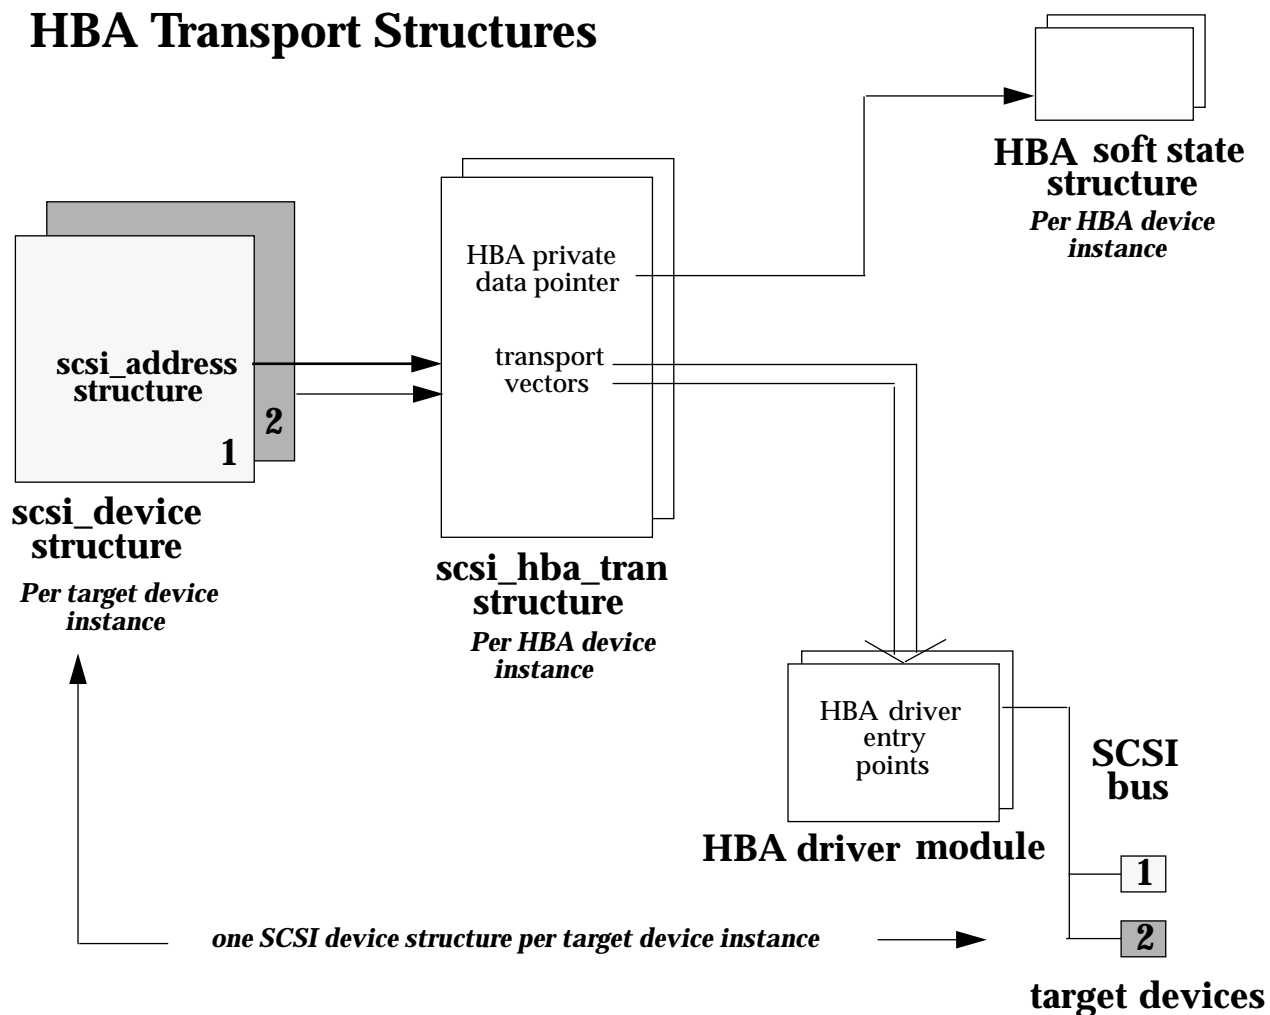 HBA Transport Structures
HBA soft state
structure
Per HBA device
instance
HBA private
data pointer
transport
vectors
scsi_address
structure
1
2
scsi_device
structure
Per target device
instance
scsi_hba_tran
structure
Per HBA device
instance
HBA driver
entry
points
HBA driver module
SCSI
bus
1
2
one SCSI device structure per target device instance
target devices